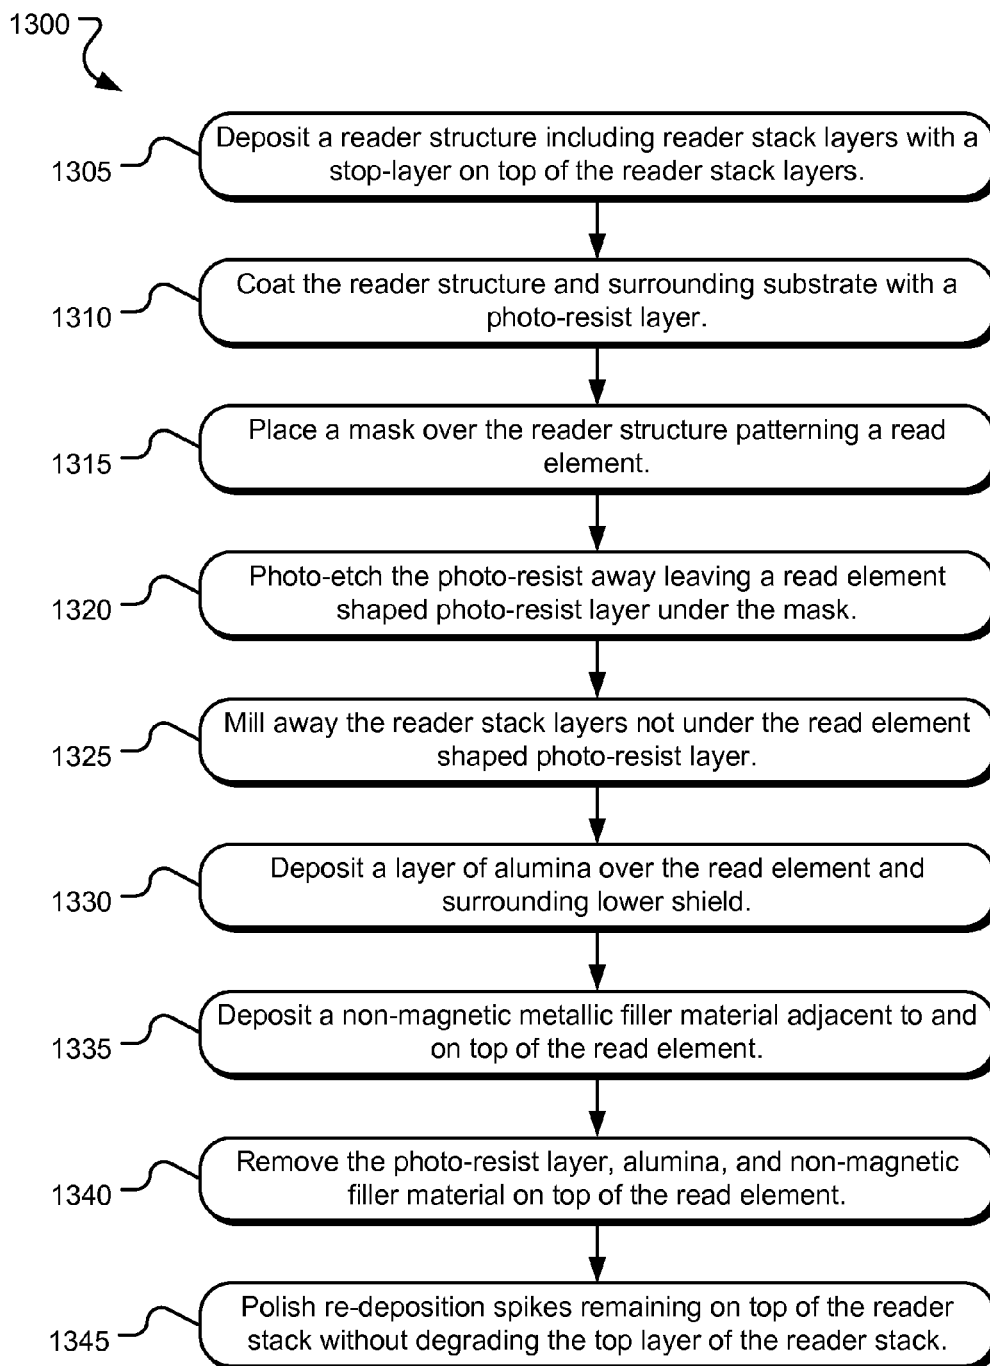 1300
Deposit a reader structure including reader stack layers with a
stop-layer on top of the reader stack layers.
1305
Coat the reader structure and surrounding substrate with a
photo-resist layer.
1310
Place a mask over the reader structure patterning a read
element.
1315
Photo-etch the photo-resist away leaving a read element
shaped photo-resist layer under the mask.
1320
Mill away the reader stack layers not under the read element
shaped photo-resist layer.
1325
Deposit a layer of alumina over the read element and
surrounding lower shield.
1330
Deposit a non-magnetic metallic filler material adjacent to and
on top of the read element.
1335
Remove the photo-resist layer, alumina, and non-magnetic
filler material on top of the read element.
1340
Polish re-deposition spikes remaining on top of the reader
stack without degrading the top layer of the reader stack.
1345